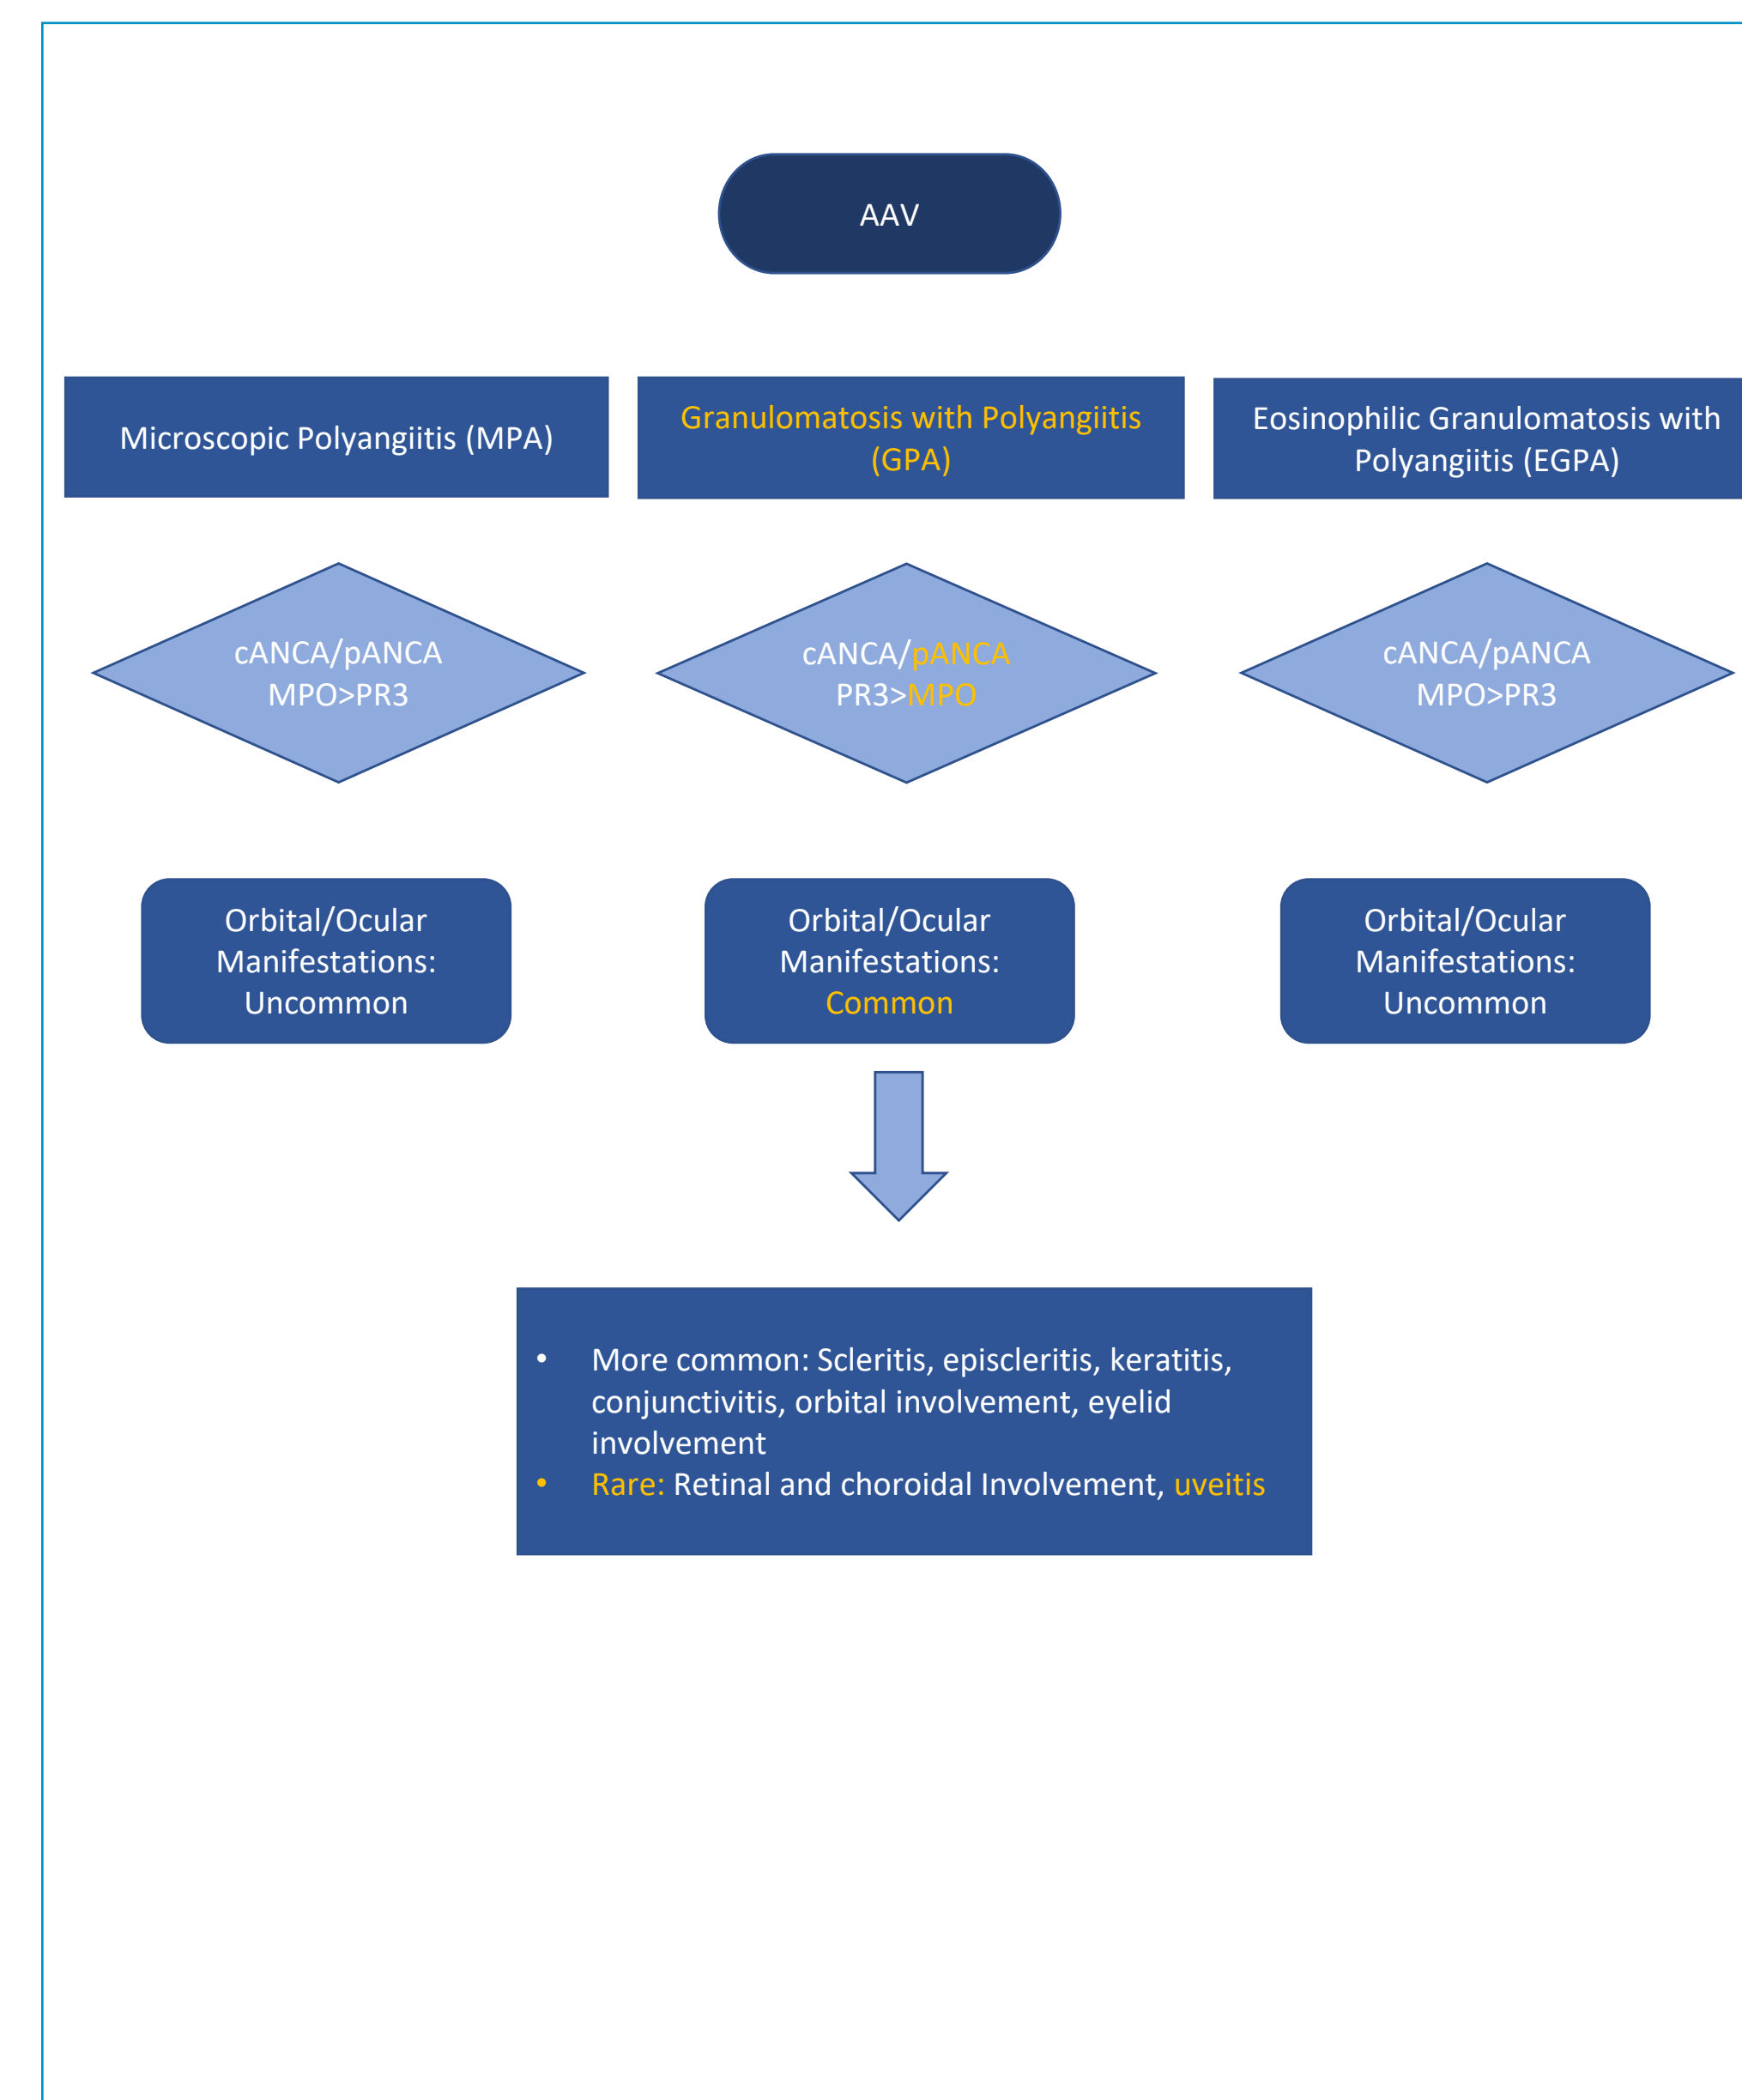 AAV
Microscopic Polyangiitis (MPA)
Granulomatosis with Polyangiitis
(GPA)
Eosinophilic Granulomatosis with
Polyangiitis (EGPA)
cANCA/pANCA
MPO>PR3
cANCA/pANCA
PR3>MPO
cANCA/pANCA
MPO>PR3
Orbital/Ocular
Manifestations:
Uncommon
Orbital/Ocular
Manifestations:
Common
Orbital/Ocular
Manifestations:
Uncommon
• More common: Scleritis, episcleritis, keratitis,
conjunctivitis, orbital involvement, eyelid
involvement
• Rare: Retinal and choroidal Involvement, uveitis